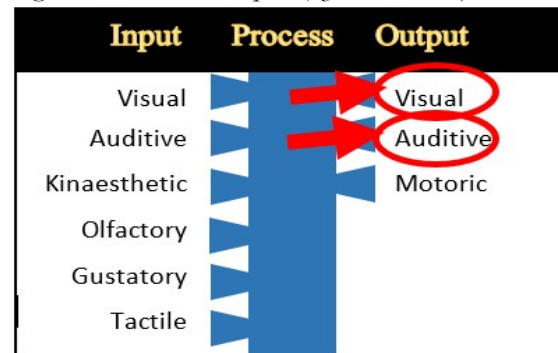 Input Process Output
Visual Visual
Auditive Auditive
Kinaesthetic Motoric
Olfactory
Gustatory
Tactile